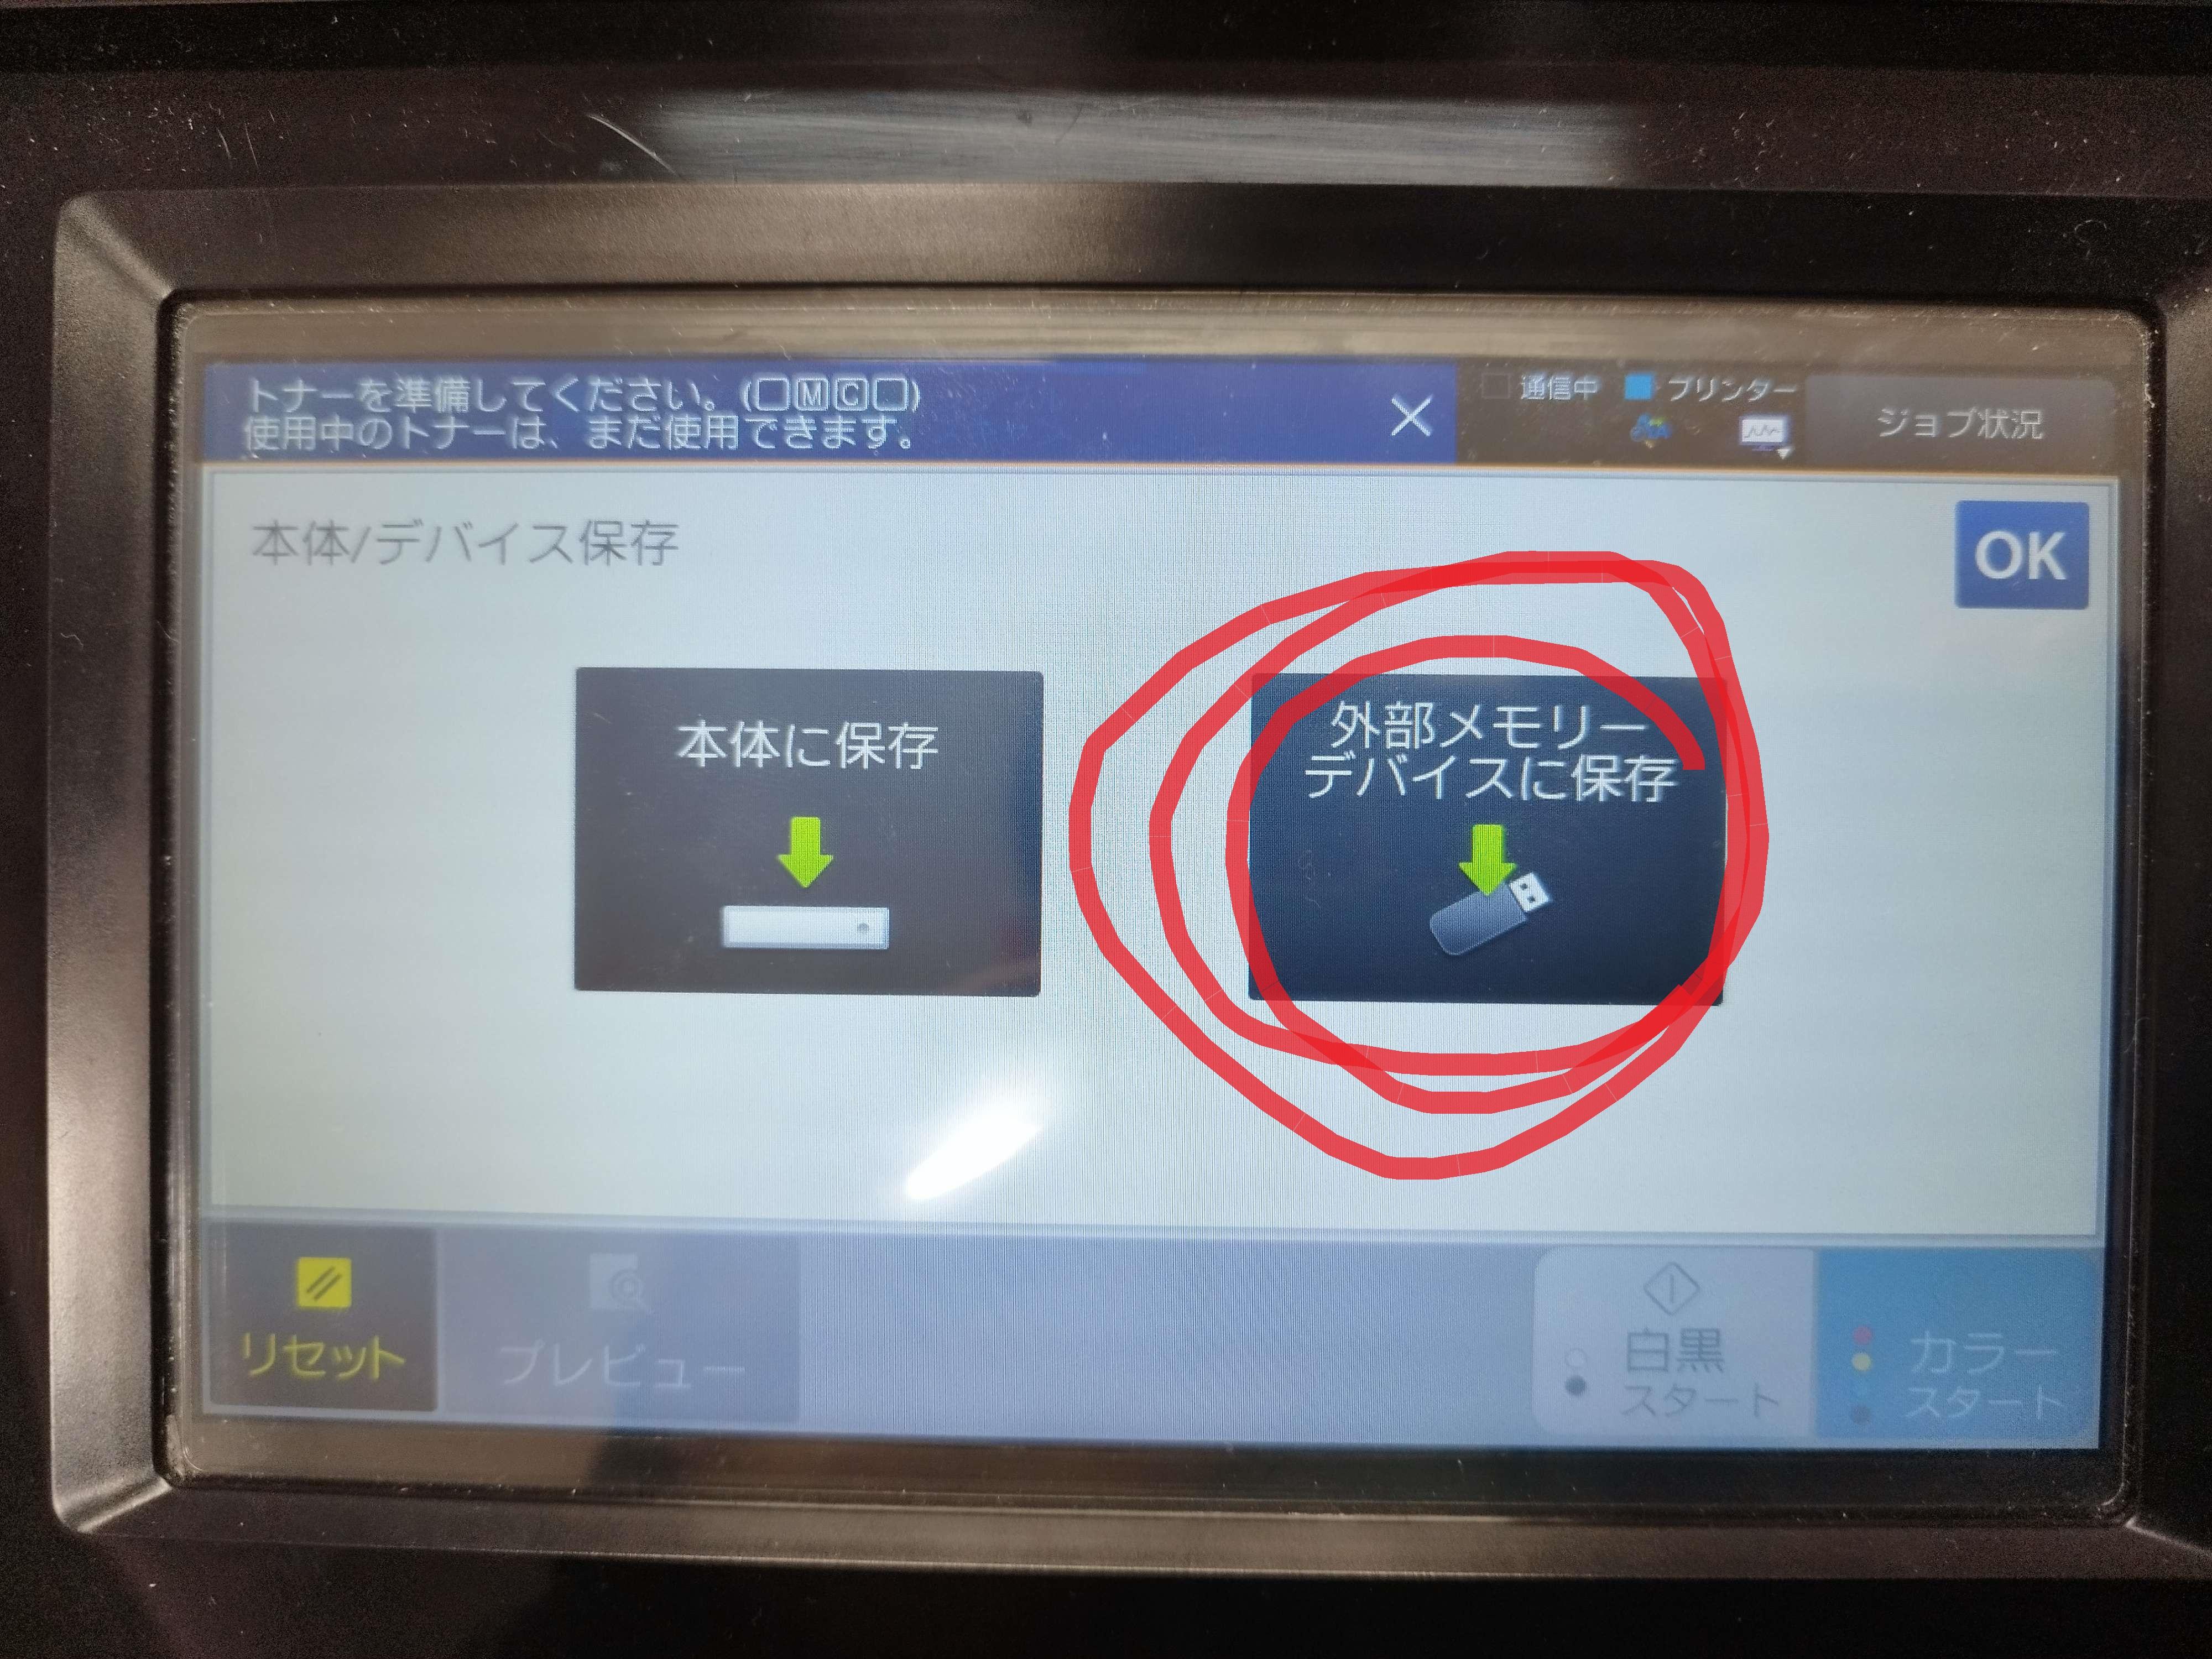 トナーを準備してください。(□MC□)
使用中のトナーは、まだ使用できます。
通信中
プリンター
ジョブ状況
本体/デバイス保存
OK
本体に保存
外部メモリー
デバイスに保存
リセット
プレビュー
白黒
スタート
カラー
スタート